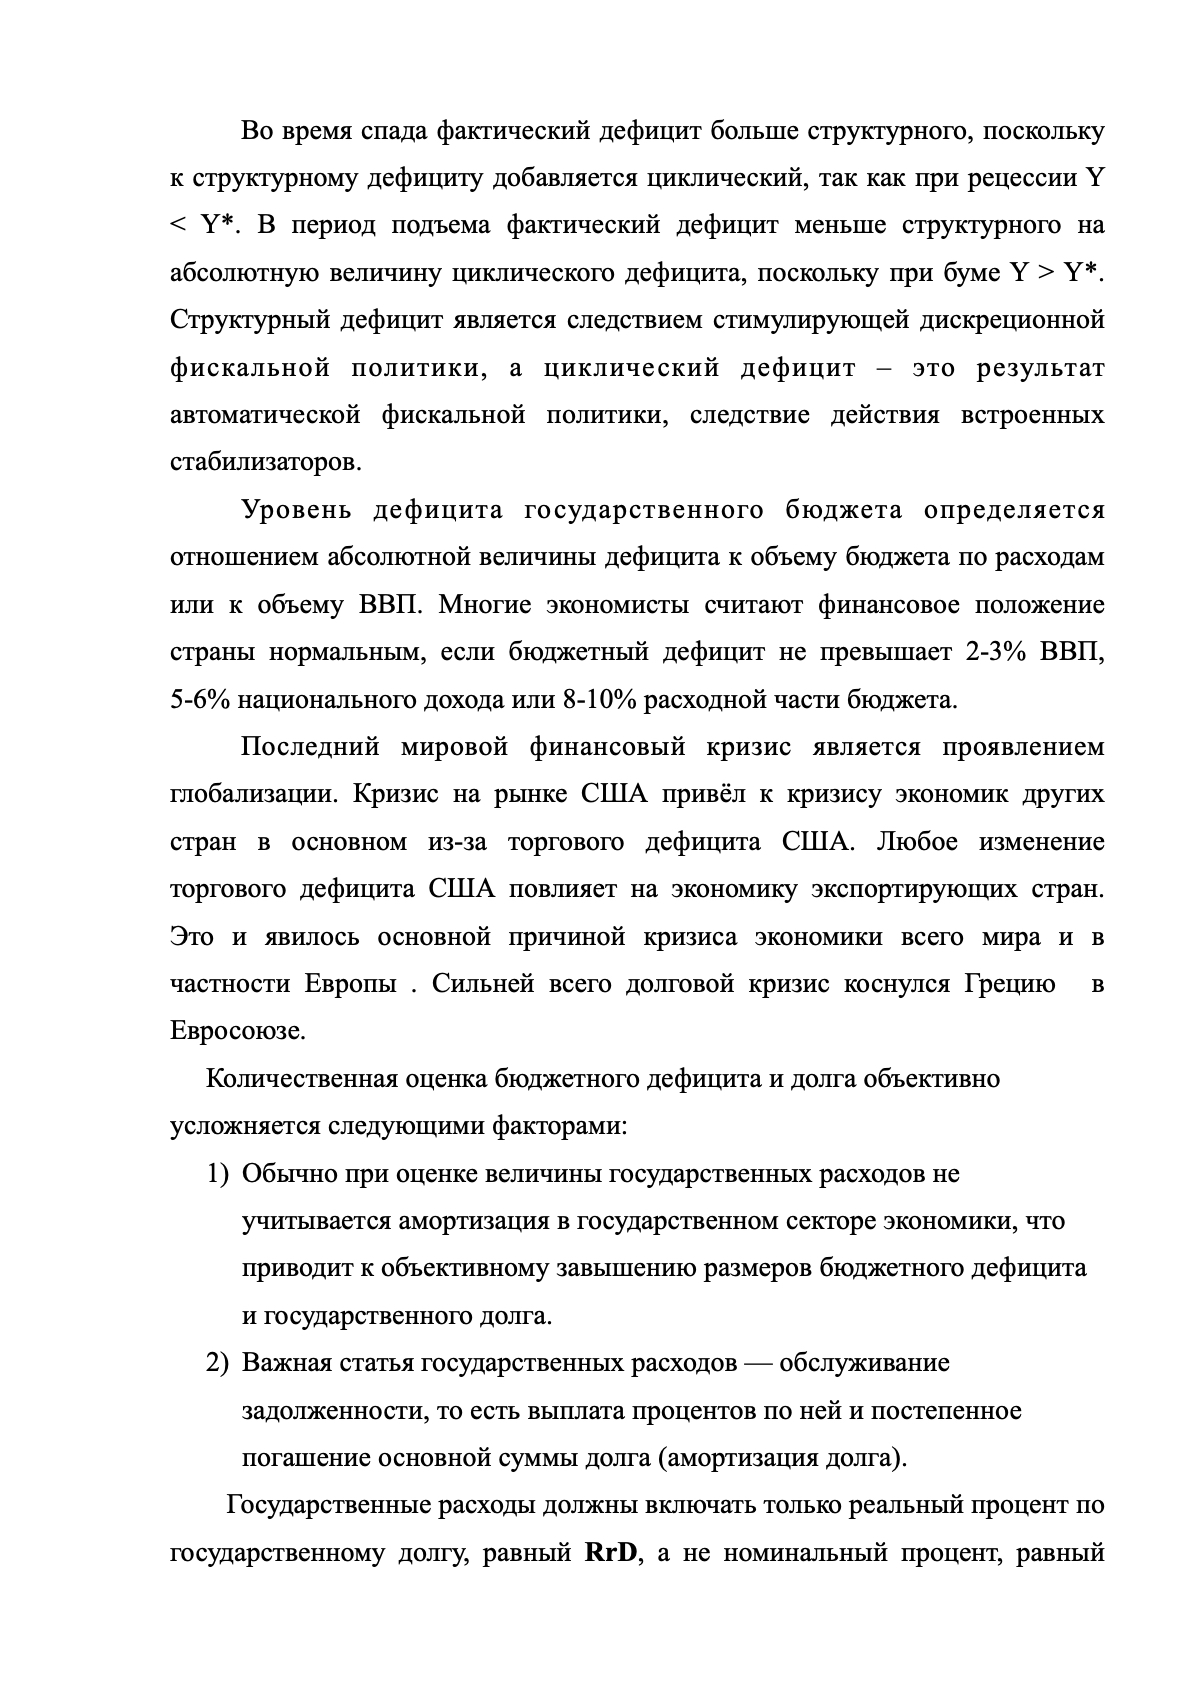 Во время спада фактический дефицит больше структурного, поскольку
к структурному дефициту добавляется циклический, так как при рецессии Y
< Y*. В период подъема фактический дефицит меньше структурного на
абсолютную величину циклического дефицита, поскольку при буме Y > Y*.
Структурный дефицит является следствием стимулирующей дискреционной
фискальной политики, а циклический дефицит – это результат
автоматической фискальной политики, следствие действия встроенных
стабилизаторов.
Уровень дефицита государственного бюджета определяется
отношением абсолютной величины дефицита к объему бюджета по расходам
или к объему ВВП. Многие экономисты считают финансовое положение
страны нормальным, если бюджетный дефицит не превышает 2-3% ВВП,
5-6% национального дохода или 8-10% расходной части бюджета.
Последний мировой финансовый кризис является проявлением
глобализации. Кризис на рынке США привёл к кризису экономик других
стран в основном из-за торгового дефицита США. Любое изменение
торгового дефицита США повлияет на экономику экспортирующих стран.
Это и явилось основной причиной кризиса экономики всего мира и в
частности Европы . Сильней всего долговой кризис коснулся Грецию в
Евросоюзе.
Количественная оценка бюджетного дефицита и долга объективно
усложняется следующими факторами:
1) Обычно при оценке величины государственных расходов не
учитывается амортизация в государственном секторе экономики, что
приводит к объективному завышению размеров бюджетного дефицита
и государственного долга.
2) Важная статья государственных расходов — обслуживание
задолженности, то есть выплата процентов по ней и постепенное
погашение основной суммы долга (амортизация долга).
Государственные расходы должны включать только реальный процент по
государственному долгу, равный RrD, а не номинальный процент, равный